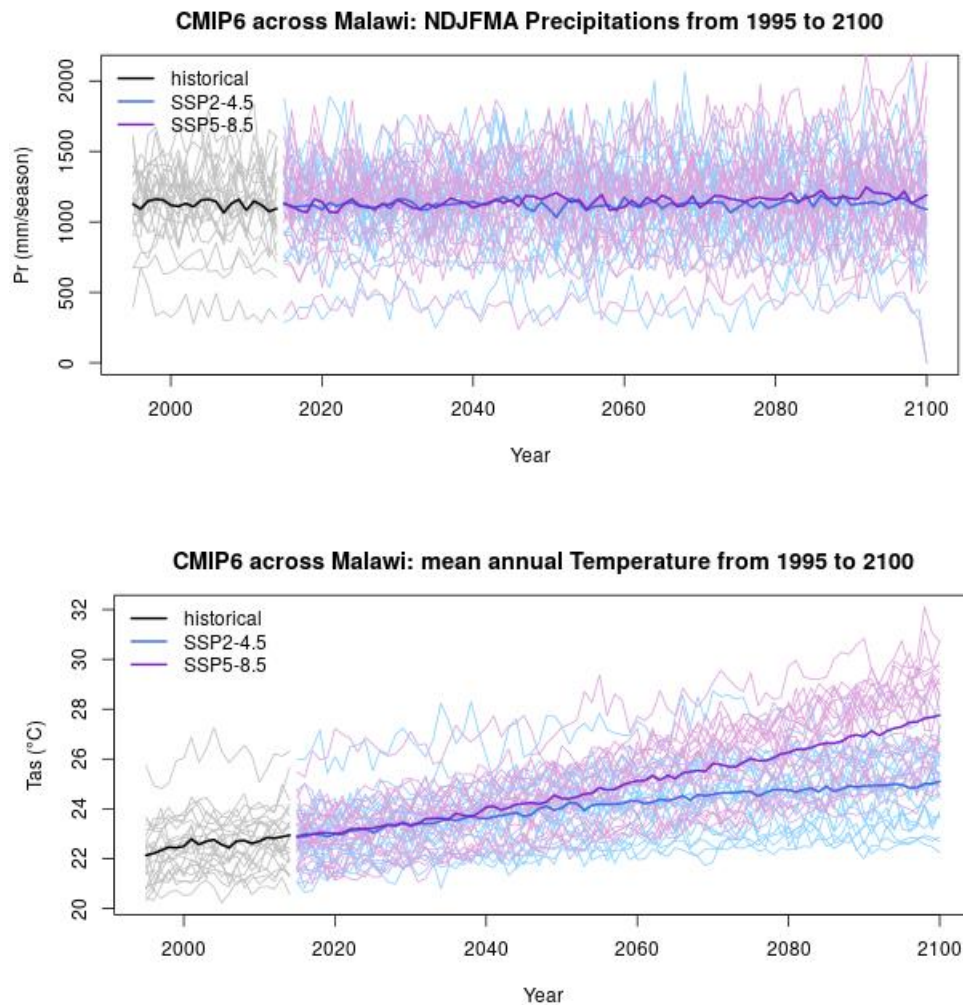 CMIP6 across Malawi: NDJFMA Precipitations from 1995 to 2100
historical
SSP2-4.5
SSP5-8.5
Pr (mm/season)
2000
1500
1000
500
0
2000 2020 2040 2060 2080 2100
Year
CMIP6 across Malawi: mean annual Temperature from 1995 to 2100
historical
SSP2-4.5
SSP5-8.5
Tas (°C)
32
30
28
26
24
22
20
2000 2020 2040 2060 2080 2100
Year